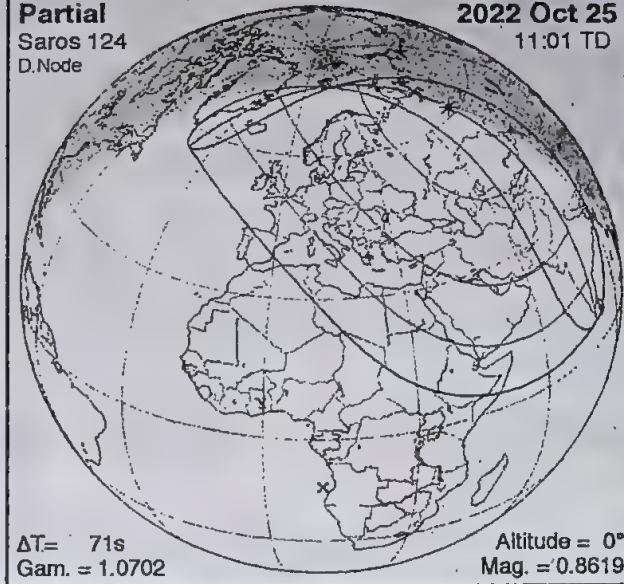 Partial
Saros 124
D.Node
2022 Oct 25
11:01 TD
ΔT= 71s
Gam. = 1.0702
Altitude = 0°
Mag. = 0.8619